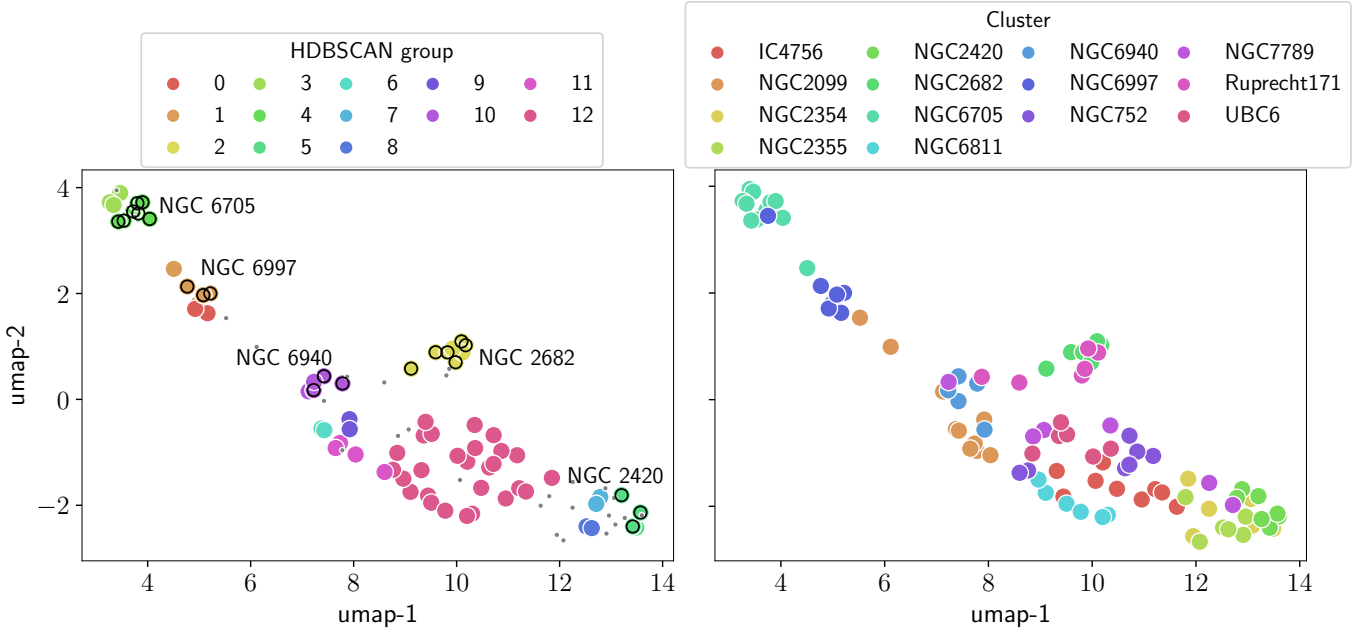 HDBSCAN group
0 3 6 9 11
1 4 7 10 12
2 5 8
Cluster
IC4756 NGC2420 NGC6940 NGC7789
NGC2099 NGC2682 NGC6997 Ruprecht171
NGC2354 NGC6705 NGC752 UBC6
NGC2355 NGC6811
NGC 6705
NGC 6997
NGC 6940
NGC 2682
NGC 2420
4
2
0
−2
umap-2
4 6 8 10 12 14
umap-1
4 6 8 10 12 14
umap-1